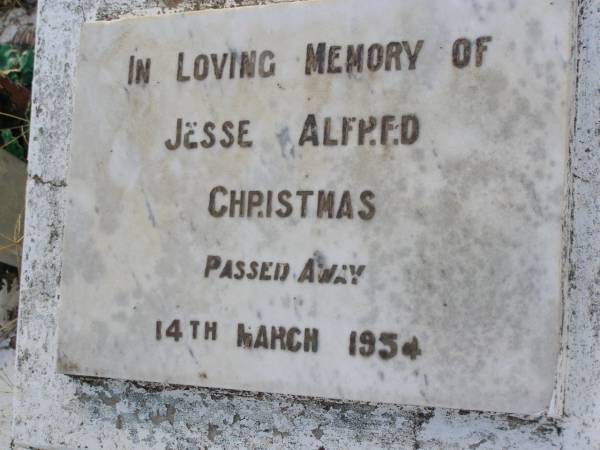 IN LOVING MEMORY OF
JESSE ALFRED
CHRISTMAS
PASSED AWAY
14TH MARCH 1954